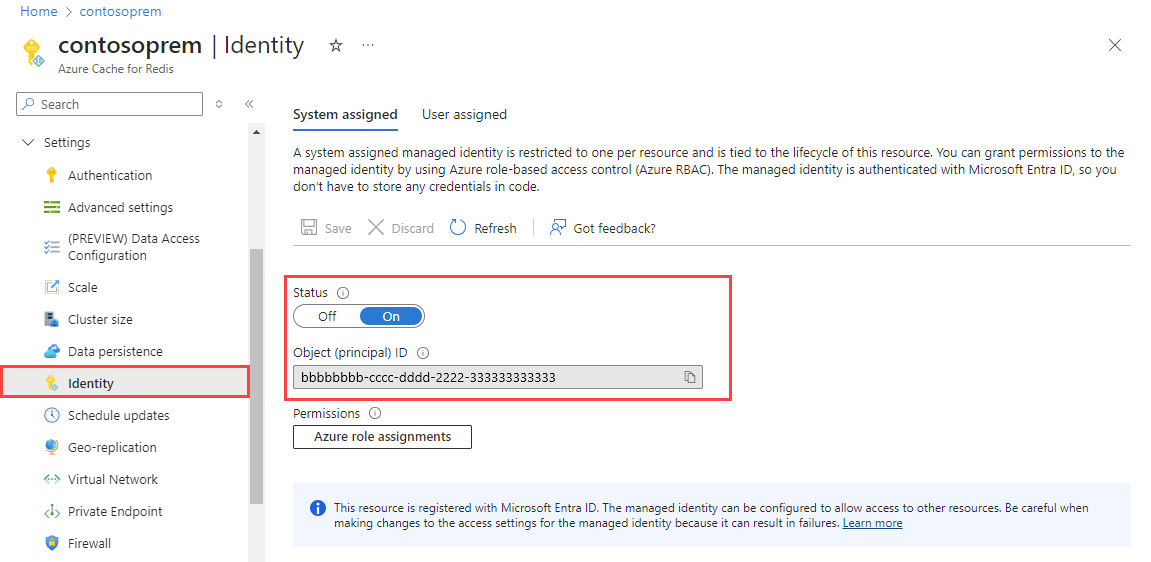 Home > contosoprem
contosoprem | Identity
Azure Cache for Redis
Search
Settings
Authentication
Advanced settings
(PREVIEW) Data Access
Configuration
Scale
Cluster size
Data persistence
Identity
Schedule updates
Geo-replication
Virtual Network
Private Endpoint
Firewall
System assigned User assigned
A system assigned managed identity is restricted to one per resource and is tied to the lifecycle of this resource. You can grant permissions to the
managed identity by using Azure role-based access control (Azure RBAC). The managed identity is authenticated with Microsoft Entra ID, so you
don't have to store any credentials in code.
Save Discard Refresh Got feedback?
Status
Off On
Object (principal) ID
bbbbbbbb-cccc-dddd-2222-333333333333
Permissions
Azure role assignments
This resource is registered with Microsoft Entra ID. The managed identity can be configured to allow access to other resources. Be careful when
making changes to the access settings for the managed identity because it can result in failures. Learn more